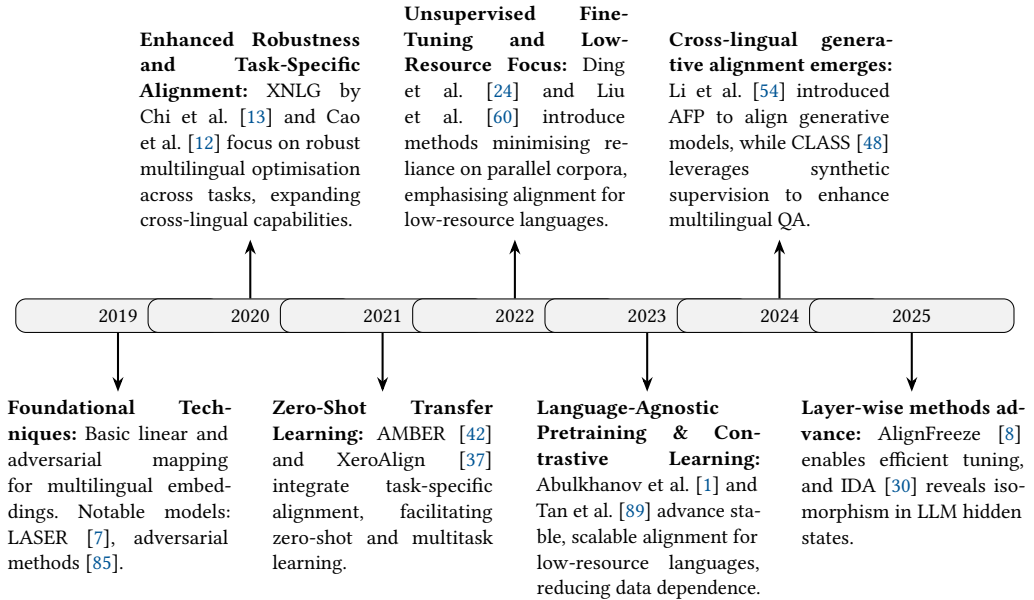 Enhanced Robustness
and Task-Specific
Alignment: XNLG by
Chi et al. [13] and Cao
et al. [12] focus on robust
multilingual optimisation
across tasks, expanding
cross-lingual capabilities.
Unsupervised Fine-
Tuning and Low-
Resource Focus: Ding
et al. [24] and Liu
et al. [60] introduce
methods minimising re-
liance on parallel corpora,
emphasising alignment for
low-resource languages.
Cross-lingual genera-
tive alignment emerges:
Li et al. [54] introduced
AFP to align generative
models, while CLASS [48]
leverages synthetic
supervision to enhance
multilingual QA.
2019 2020 2021 2022 2023 2024 2025
Foundational Tech-
niques: Basic linear and
adversarial mapping
for multilingual embed-
dings. Notable models:
LASER [7], adversarial
methods [85].
Zero-Shot Transfer
Learning: AMBER [42]
and XeroAlign [37]
integrate task-specific
alignment, facilitating
zero-shot and multitask
learning.
Language-Agnostic
Pretraining & Con-
trastive Learning:
Abulkhanov et al. [1] and
Tan et al. [89] advance sta-
ble, scalable alignment for
low-resource languages,
reducing data dependence.
Layer-wise methods ad-
vance: AlignFreeze [8]
enables efficient tuning,
and IDA [30] reveals iso-
morphism in LLM hidden
states.